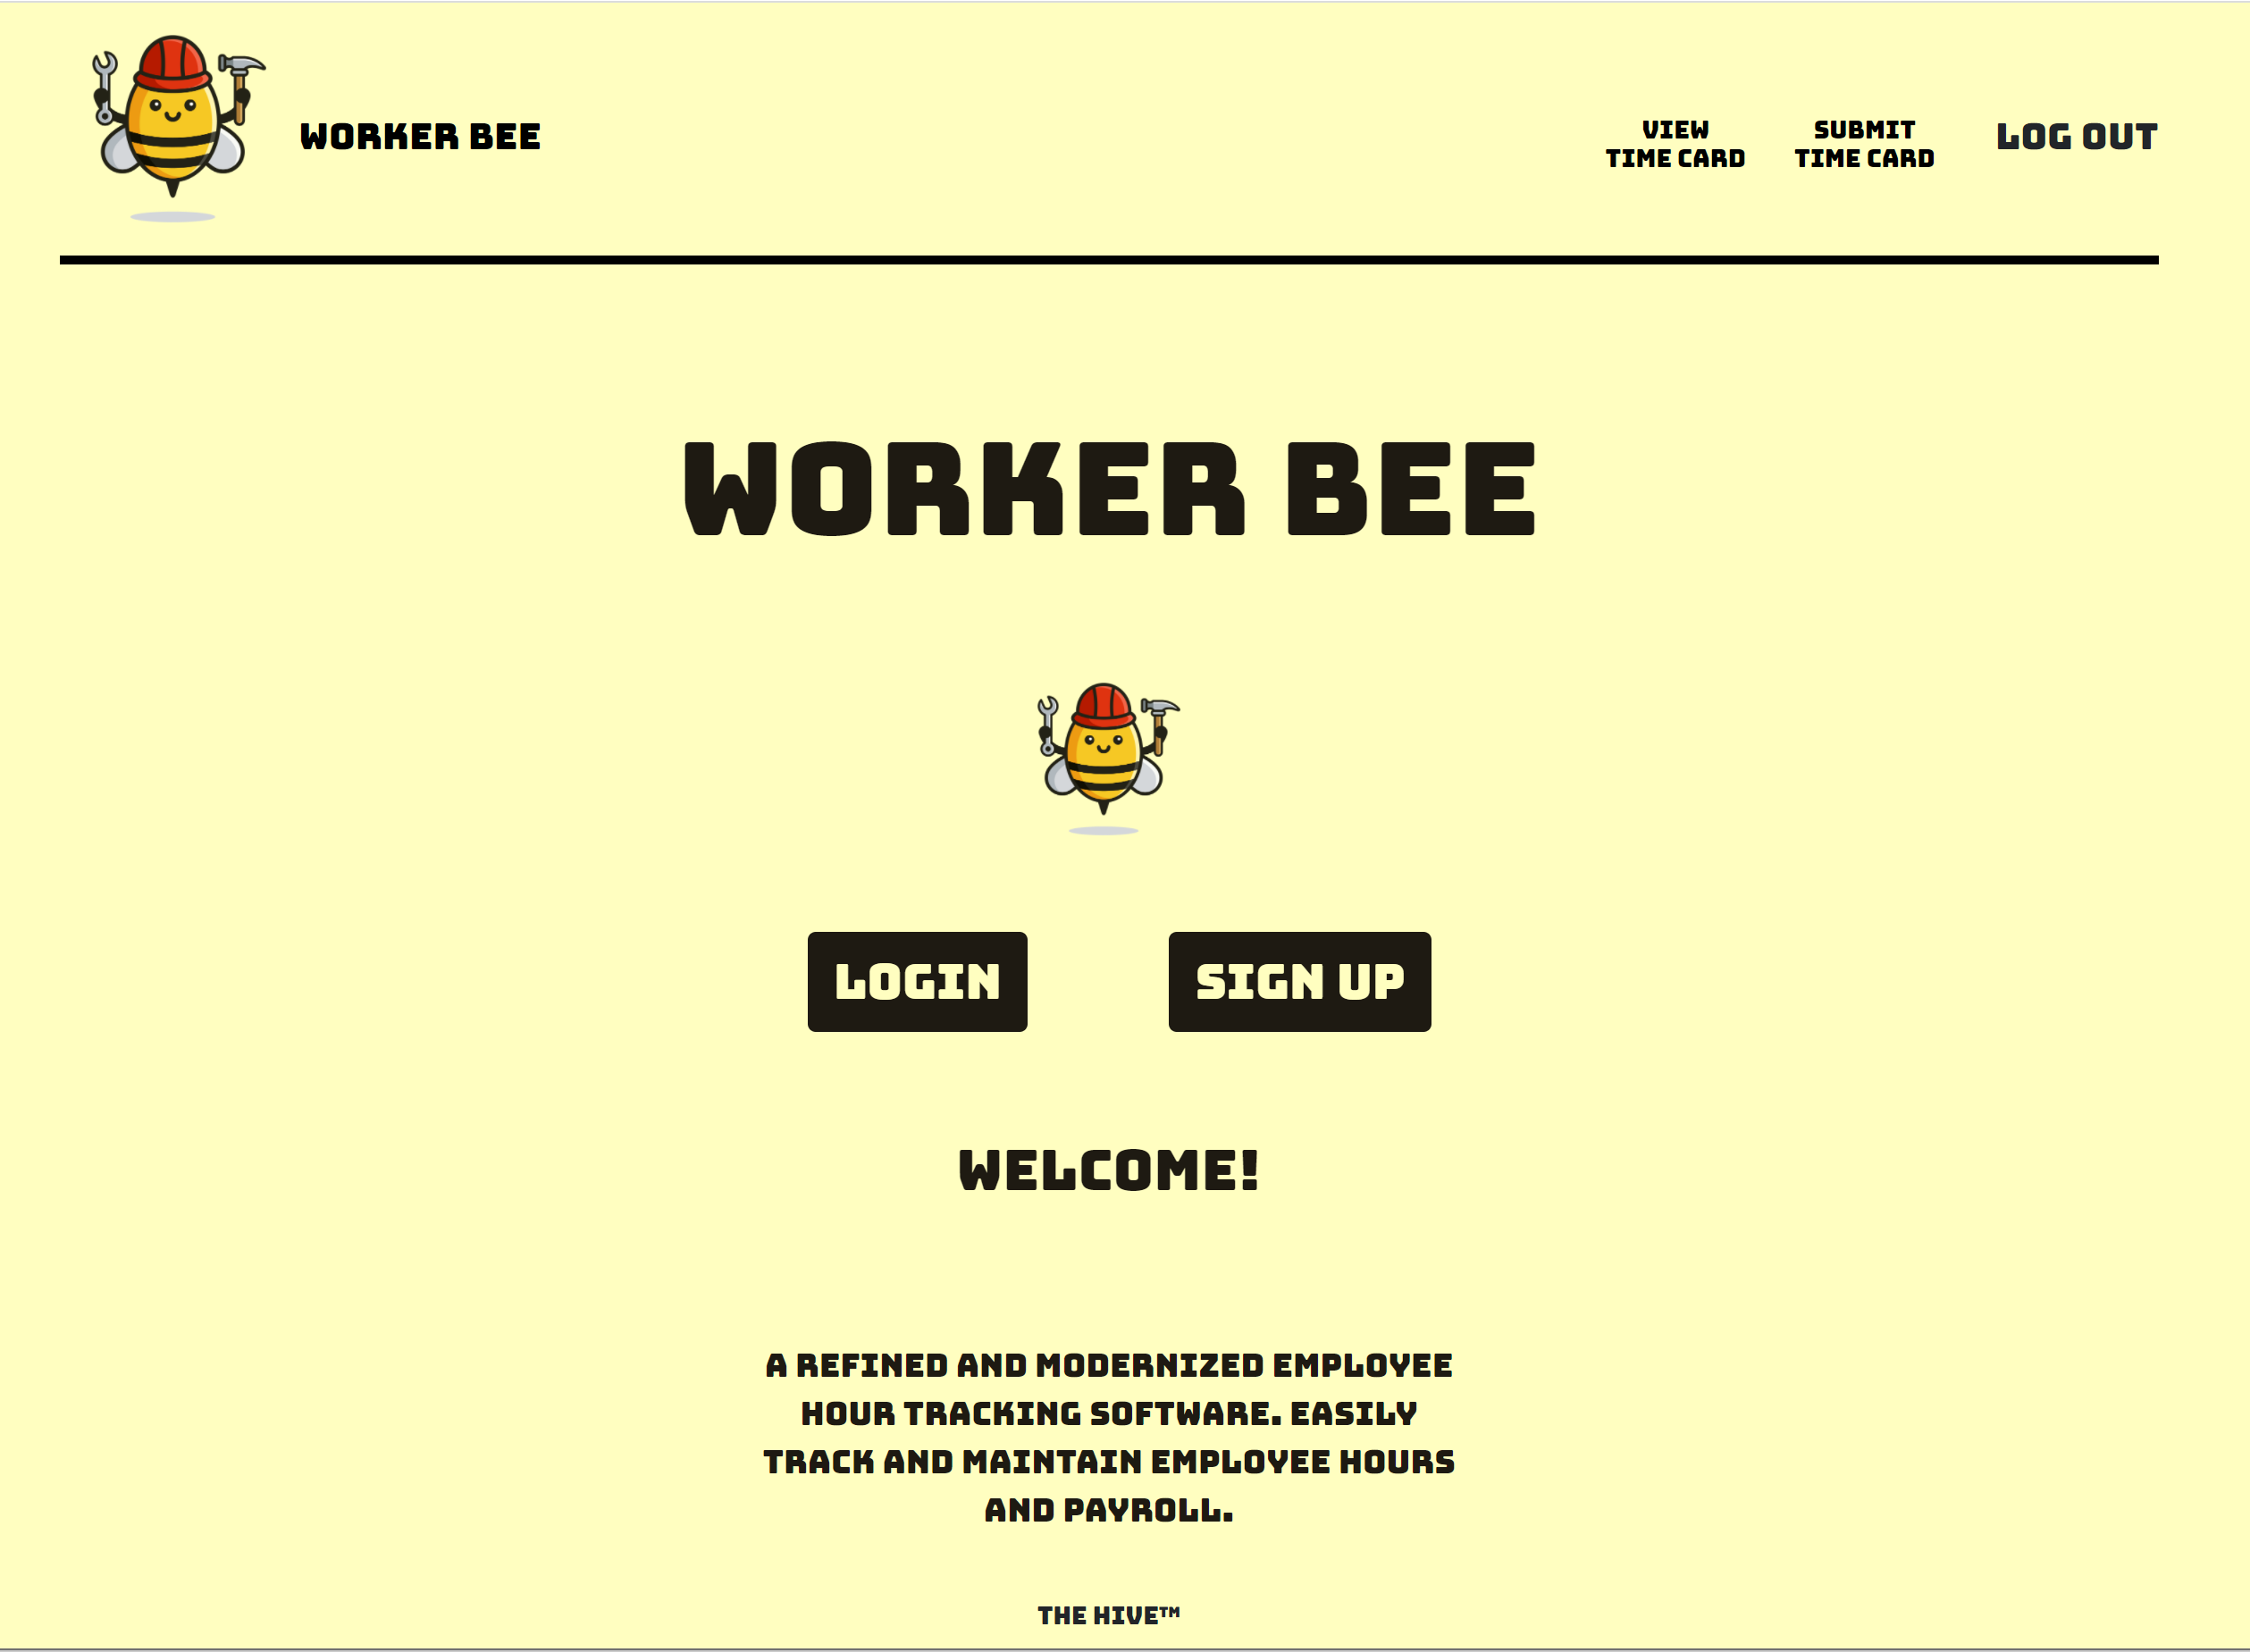 WORKER BEE
VIEW
TIME CARD
SUBMIT
TIME CARD
LOG OUT
WORKER BEE
LOGIN
SIGN UP
WELCOME!
A REFINED AND MODERNIZED EMPLOYEE
HOUR TRACKING SOFTWARE. EASILY
TRACK AND MAINTAIN EMPLOYEE HOURS
AND PAYROLL.
THE HIVE™